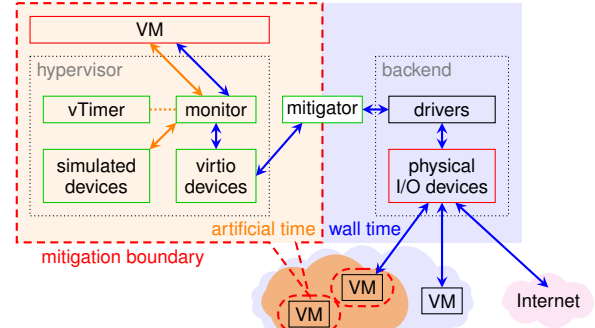 VM
hypervisor
backend
vTimer
monitor
mitigator
drivers
simulated
devices
virtio
devices
physical
I/O devices
artificial time
wall time
mitigation boundary
VM
VM
VM
Internet